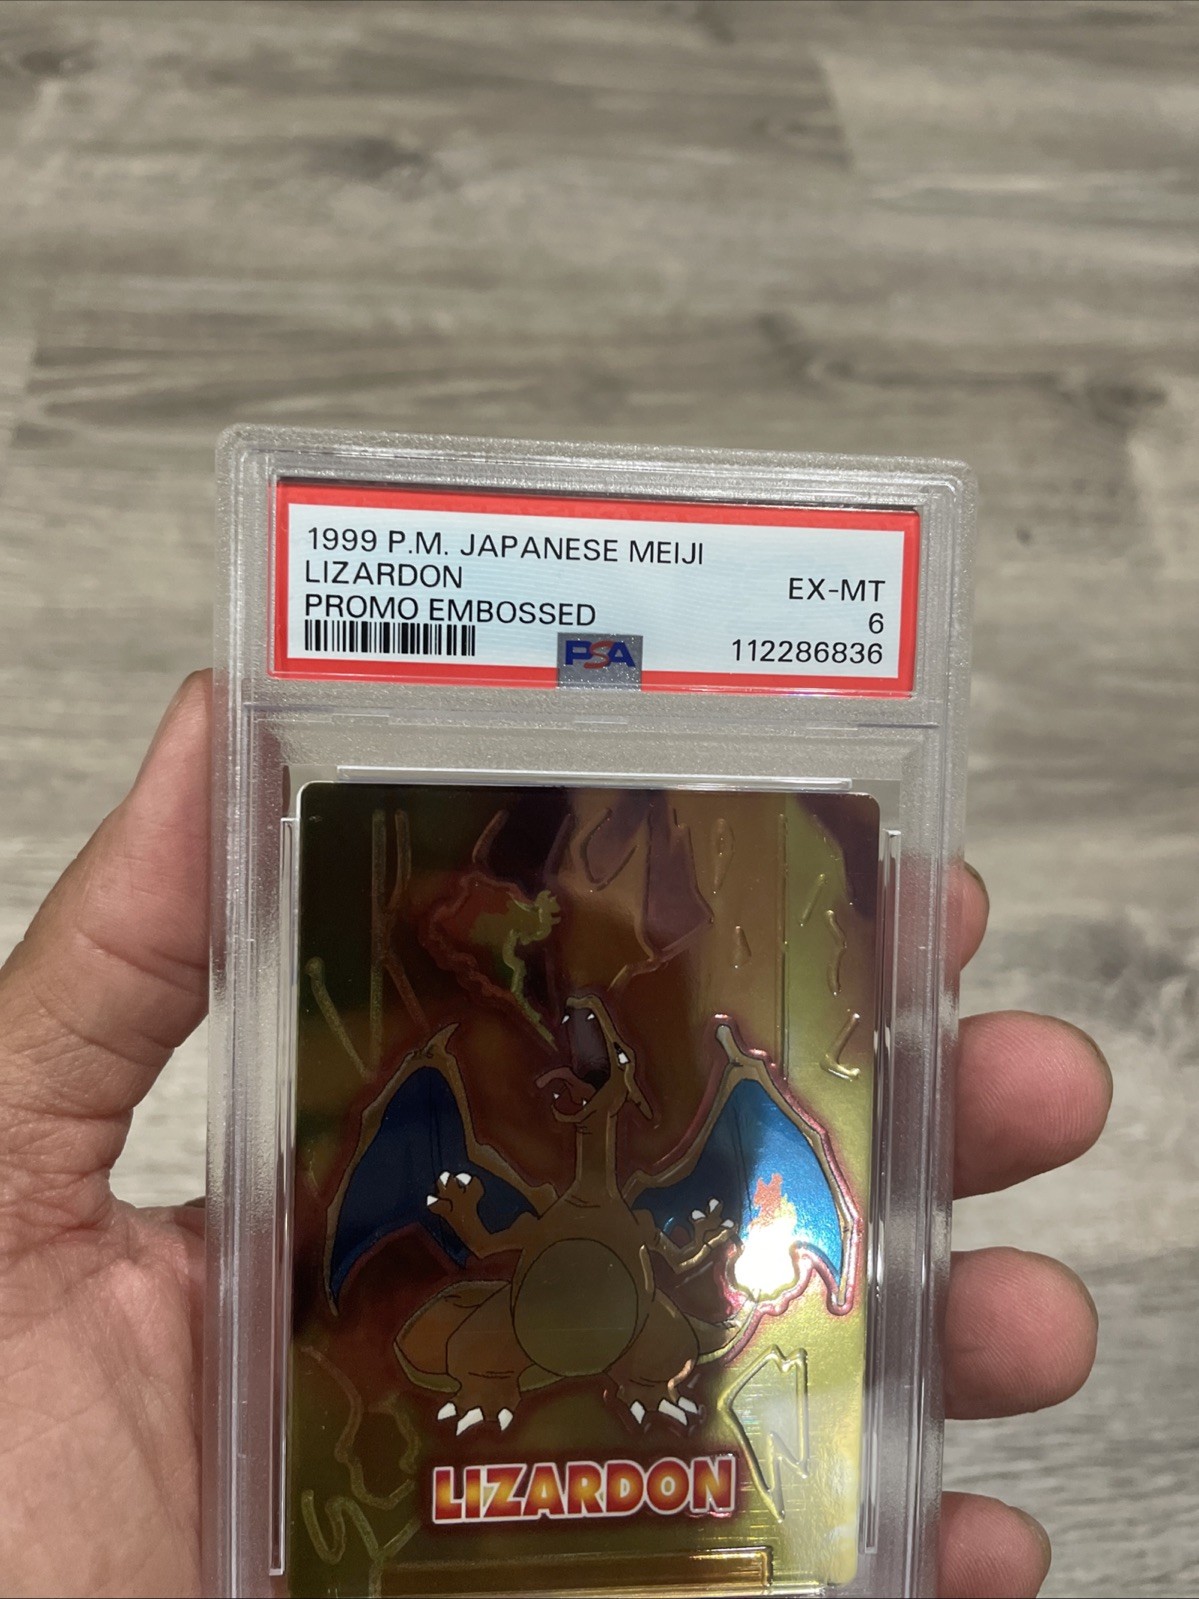 1999 P.M. JAPANESE MEIJI
LIZARDON
EX-MT
PROMO EMBOSSED
6
PSA
112286836
LIZARDON